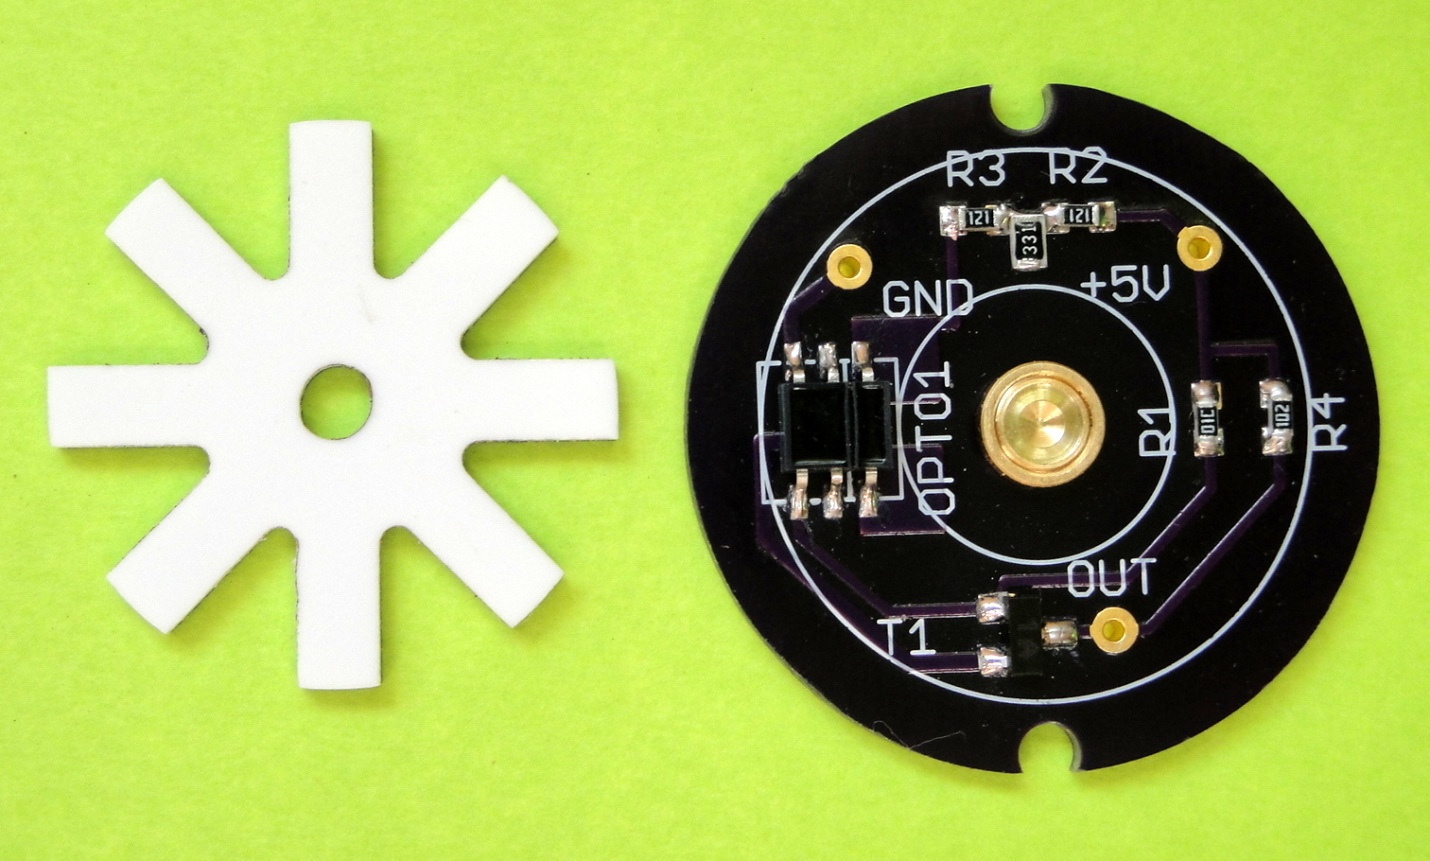 R3 R2
121 121
331
GND +5V
OPTO1 R1 01C 102 R4
OUT
T1